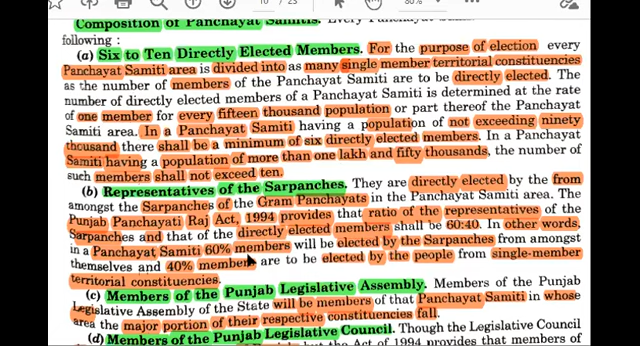 10 / 23
80%
Composition of Panchayat Samitis. Every Panchayat
following :
(a) Six to Ten Directly Elected Members. For the purpose of election every
Panchayat Samiti area is divided into as many single member territorial constituencies
as the number of members of the Panchayat Samiti are to be directly elected. The
number of directly elected members of a Panchayat Samiti is determined at the rate
of one member for every fifteen thousand population or part thereof the Panchayat
Samiti area. In a Panchayat Samiti having a population of not exceeding ninety
thousand there shall be a minimum of six directly elected members. In a Panchayat
Samiti having a population of more than one lakh and fifty thousands, the number of
such members shall not exceed ten.
(b) Representatives of the Sarpanches. They are directly elected by the from
amongst the Sarpanches of the Gram Panchayats in the Panchayat Samiti area. The
Punjab Panchayati Raj Act, 1994 provides that ratio of the representatives of the
Sarpanches and that of the directly elected members shall be 60:40. In other words,
in a Panchayat Samiti 60% members will be elected by the Sarpanches from amongst
themselves and 40% members are to be elected by the people from single-member
territorial constituencies.
(c) Members of the Punjab Legislative Assembly. Members of the Punjab
Legislative Assembly of the State will be members of that Panchayat Samiti in whose
area the major portion of their respective constituencies fall.
(d) Members of the Punjab Legislative Council. Though the Legislative Council
Act of 1994 provides that members of